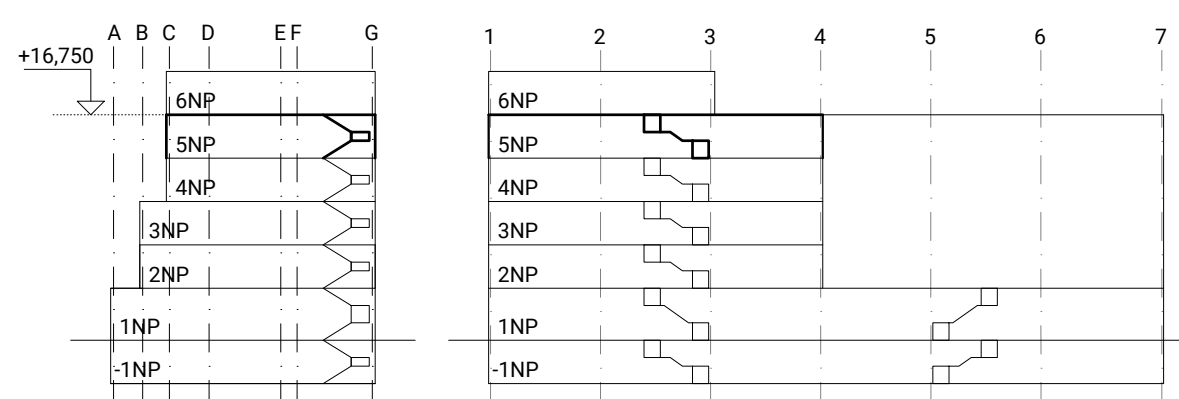 A B C D E F G
1 2 3 4 5 6 7
+16,750
6NP 6NP
5NP 5NP
4NP 4NP
3NP 3NP
2NP 2NP
1NP 1NP
-1NP -1NP